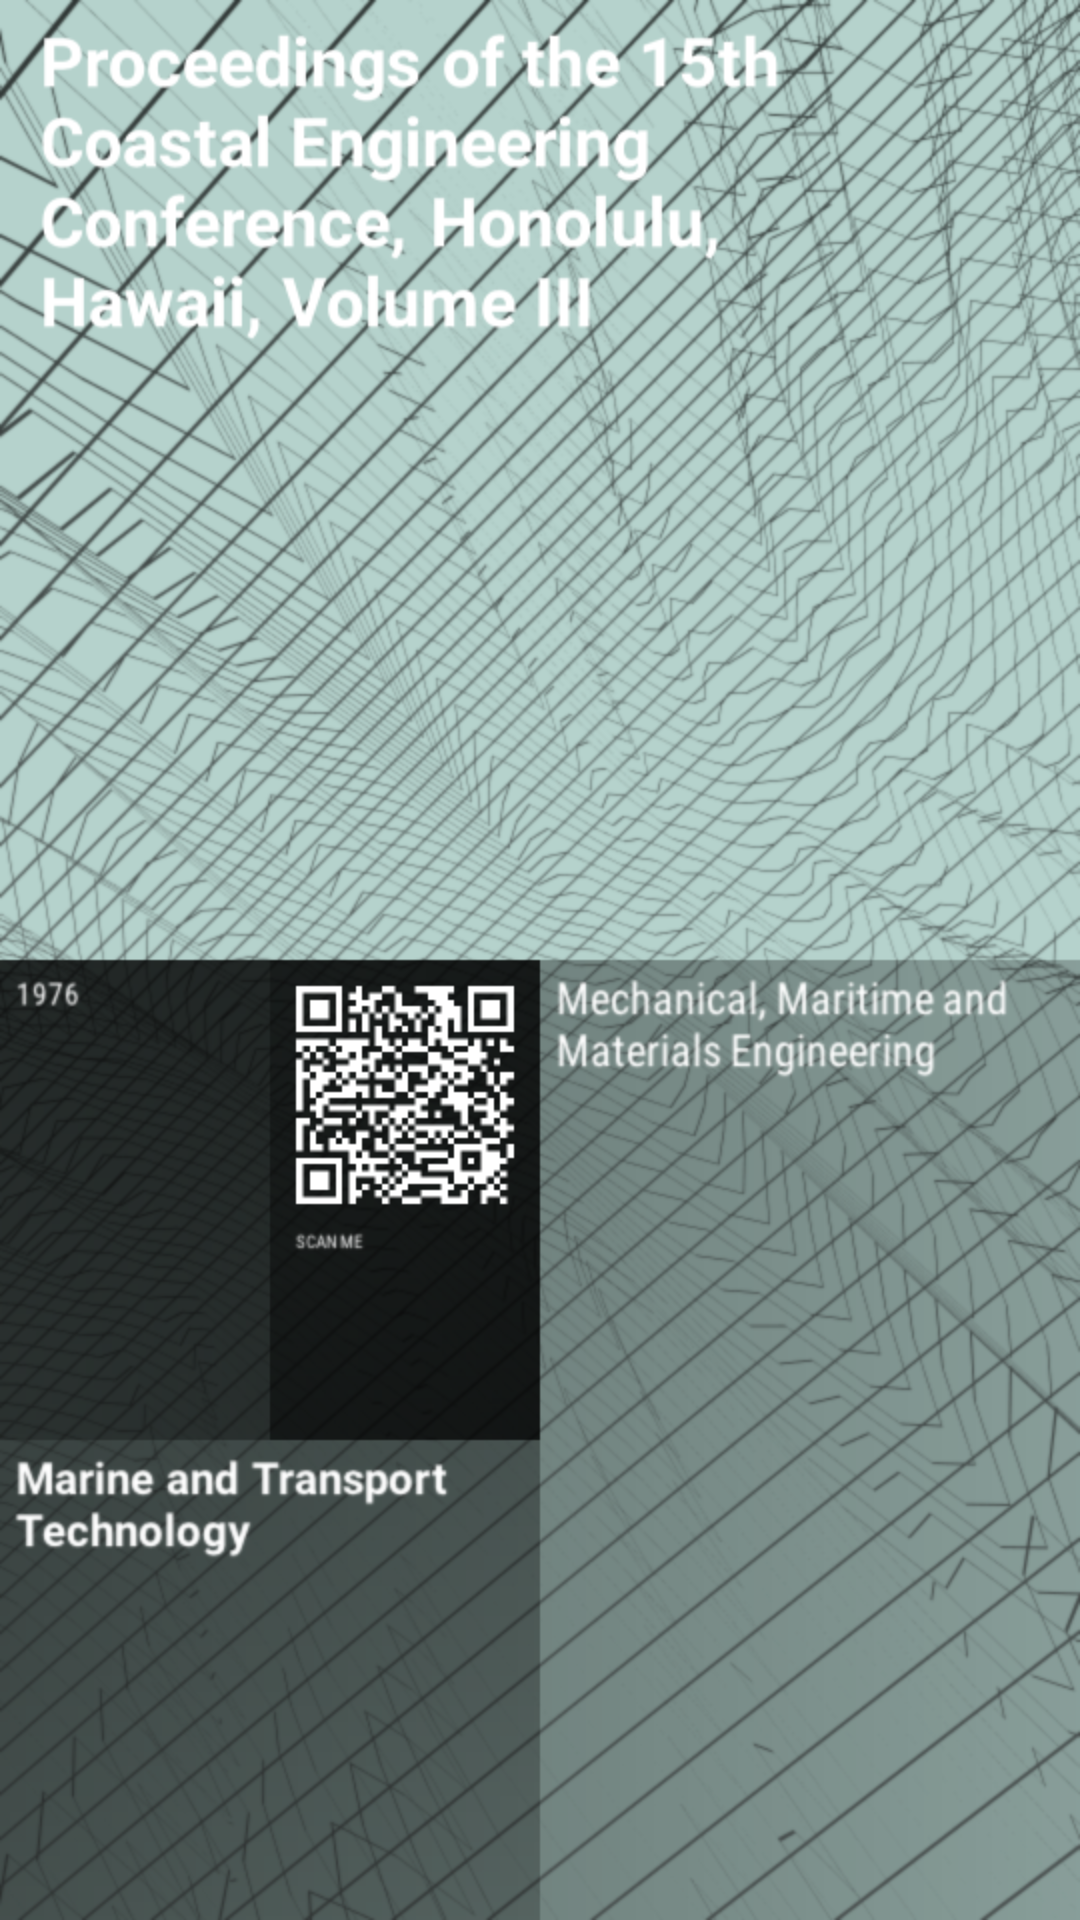 Proceedings of the 15th
Coastal Engineering
Conference, Honolulu,
Hawaii, Volume III
1976
SCAN ME
Mechanical, Maritime and
Materials Engineering
Marine and Transport
Technology